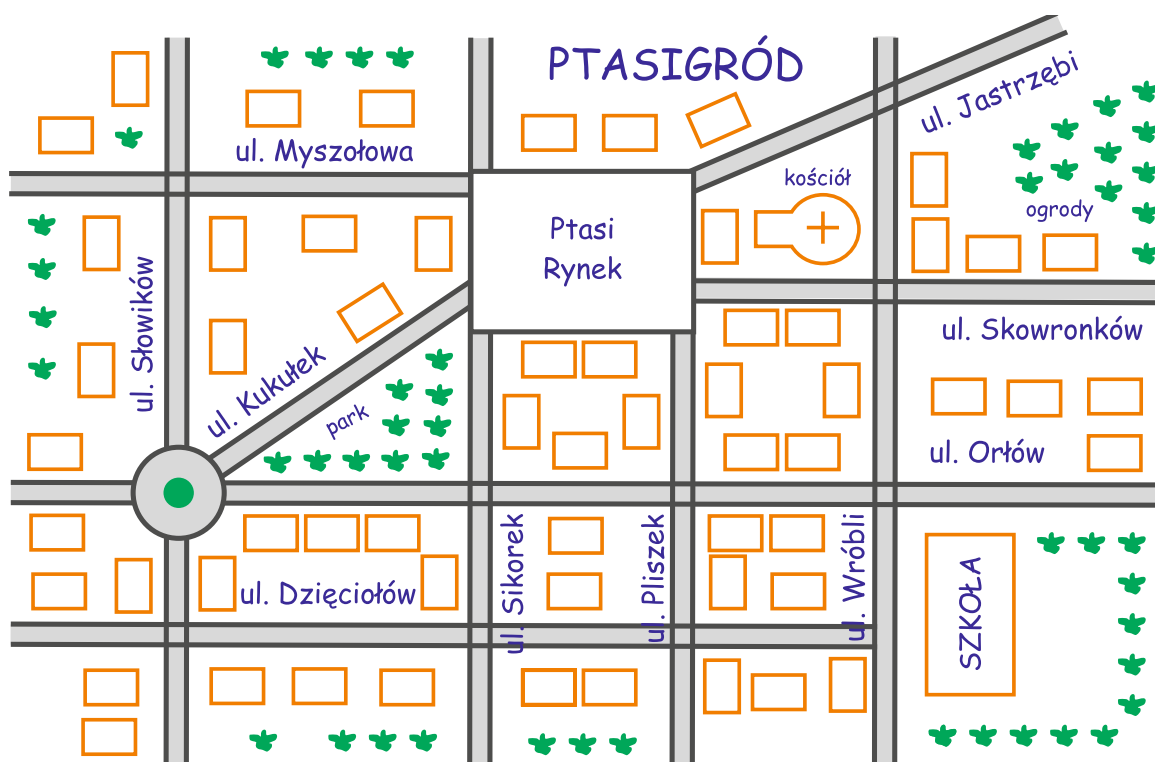 PTASIGRÓD
ul. Jastrzębi
ul. Myszołowa
kościół
ogrody
Ptasi
Rynek
ul. Słowików
ul. Skowronków
ul. Kukułek
park
ul. Orłów
ul. Sikorek
ul. Pliszek
ul. Wróbli
ul. Dzięciołów
SZKOŁA